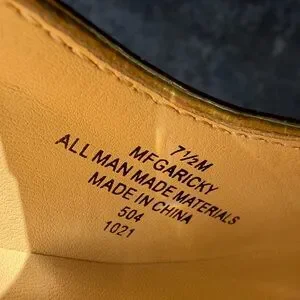 7½M
MFGARICKY
ALL MAN MADE MATERIALS
MADE IN CHINA
504
1021